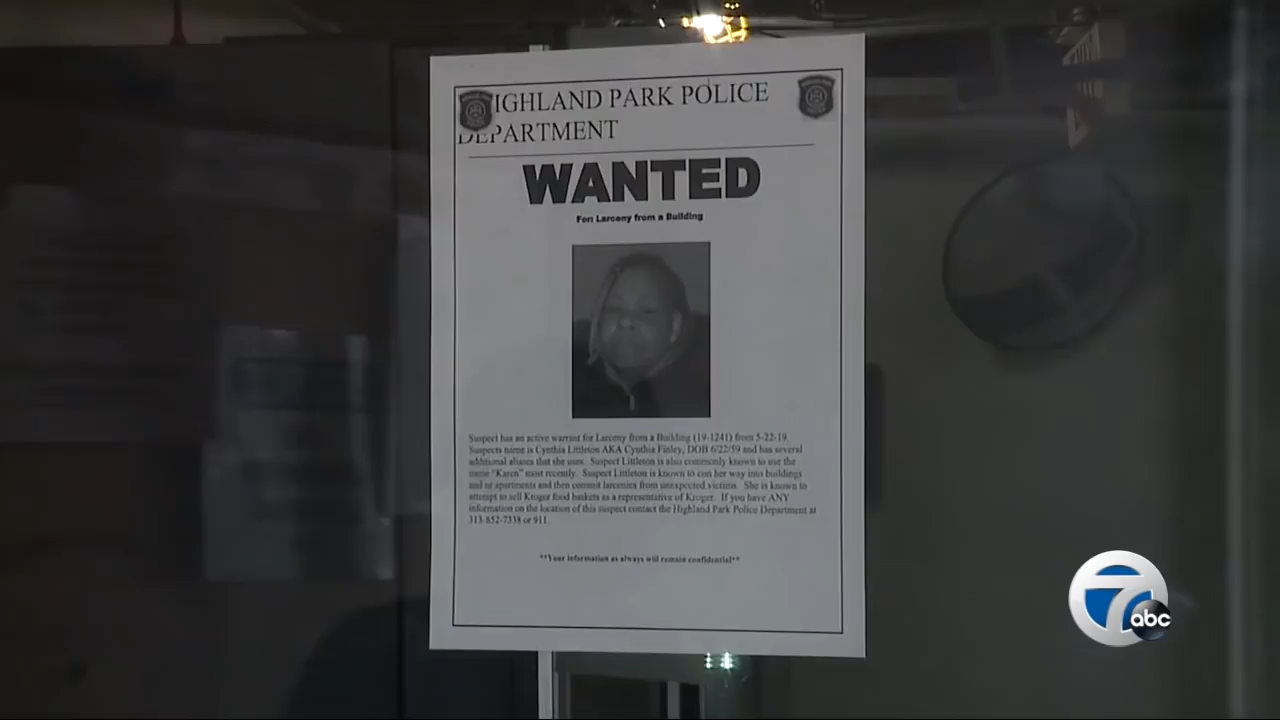 HIGHLAND PARK POLICE
DEPARTMENT
WANTED
For: Larceny from a Building
Suspect has an active warrant for Larceny from a Building (19-1241) from 5-22-19.
Suspects name is Cynthia Littleton AKA Cynthia Finley, DOB 6/22/59 and has several
additional aliases that she uses. Suspect Littleton is also commonly known to use the
name "Karen" most recently. Suspect Littleton is known to con her way into buildings
and or apartments and then commit larcenies from unexpected victims. She is known to
attempt to sell Kroger food baskets as a representative of Kroger. If you have ANY
information on the location of this suspect contact the Highland Park Police Department at
313-852-7338 or 911.
**Your information as always will remain confidential**
7 abc